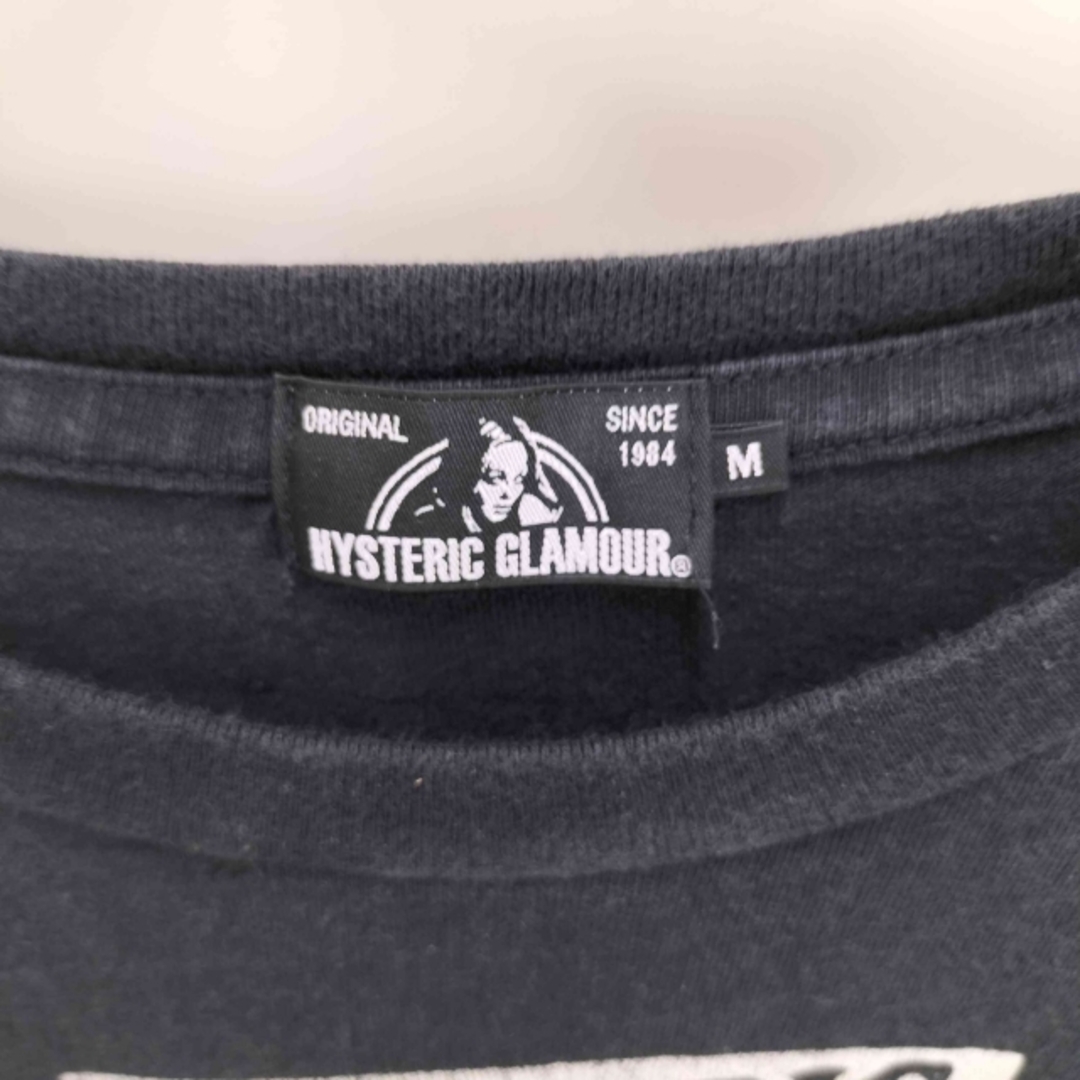 ORIGINAL
SINCE
1984
HYSTERIC GLAMOUR®
M